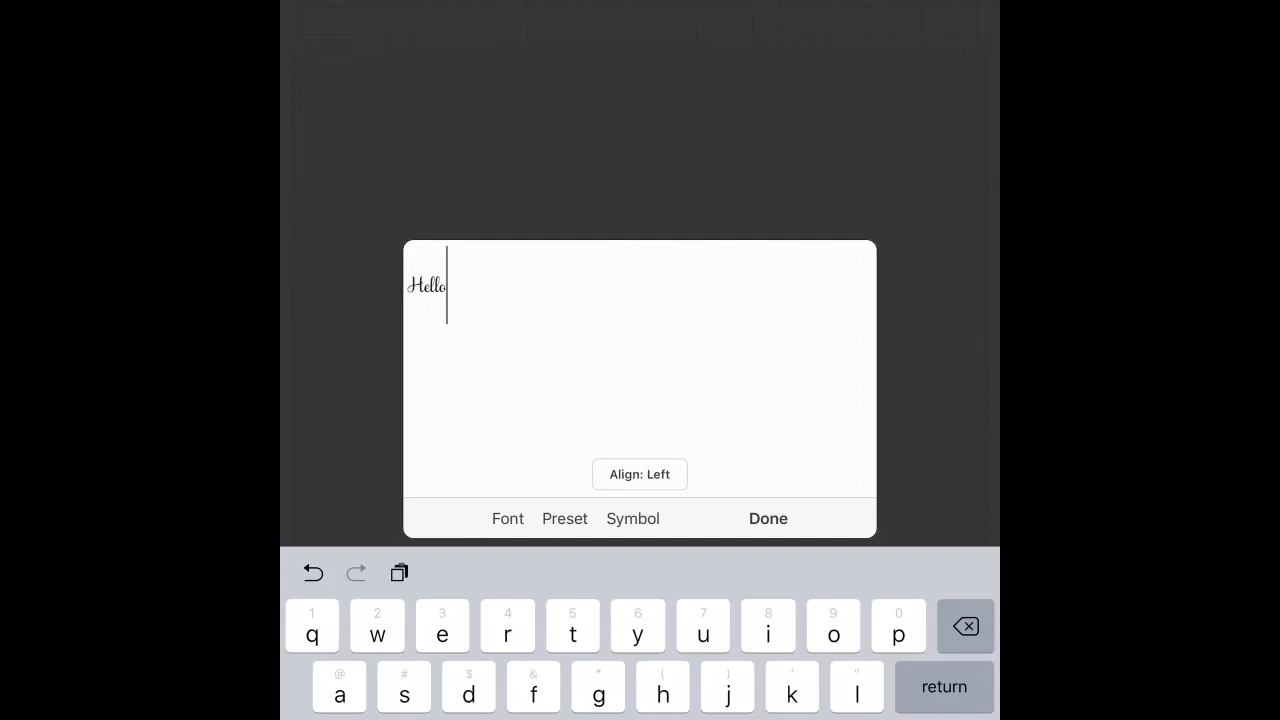 Hello
Align: Left
Font Preset Symbol Done
1 2 3 4 5 6 7 8 9 0
q w e r t y u i o p
@ # $ & * ( ) ' "
a s d f g h j k l return